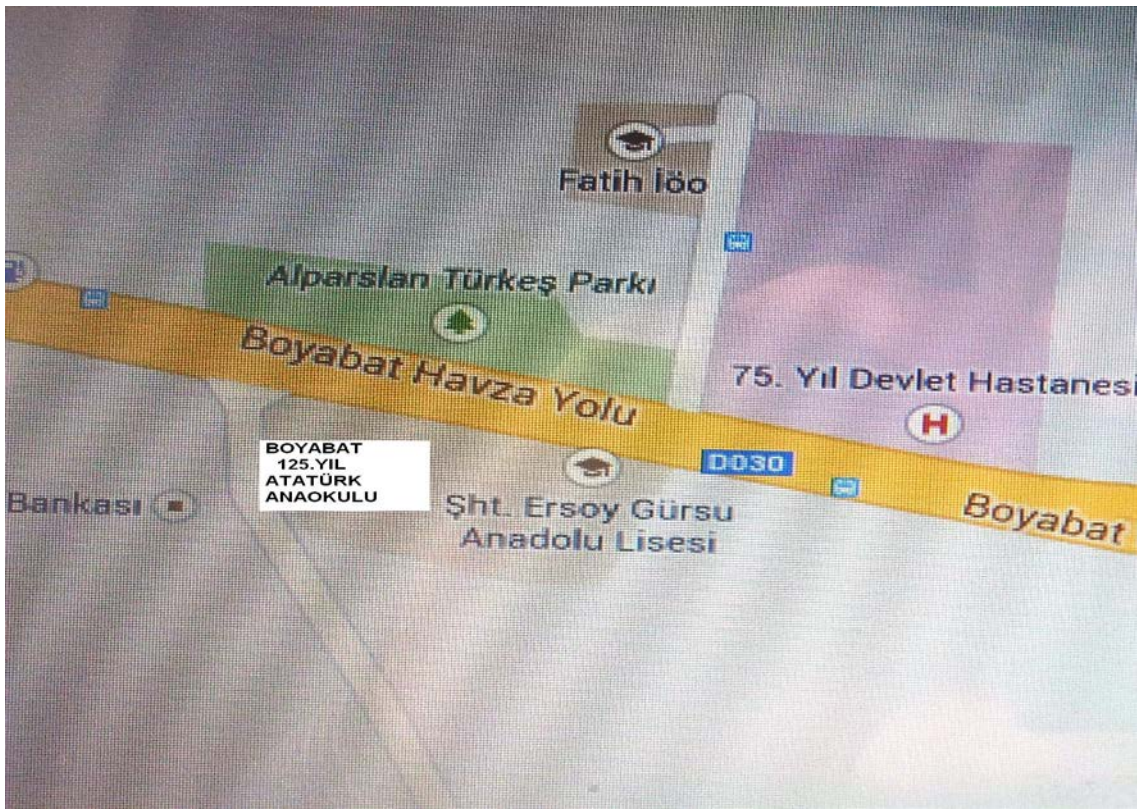 Fatih İöo
Alparslan Türkeş Parkı
Boyabat Havza Yolu
75. Yıl Devlet Hastanesi
H
D030
BOYABAT
125.YIL
ATATÜRK
ANAOKULU
Bankası
Şht. Ersoy Gürsu
Anadolu Lisesi
Boyabat